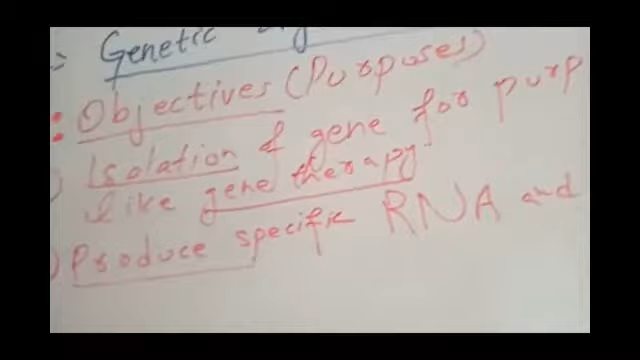 Genetic
: Objectives (Purposes)
) Isolation of gene for purp
like gene therapy
) Produce specific RNA and